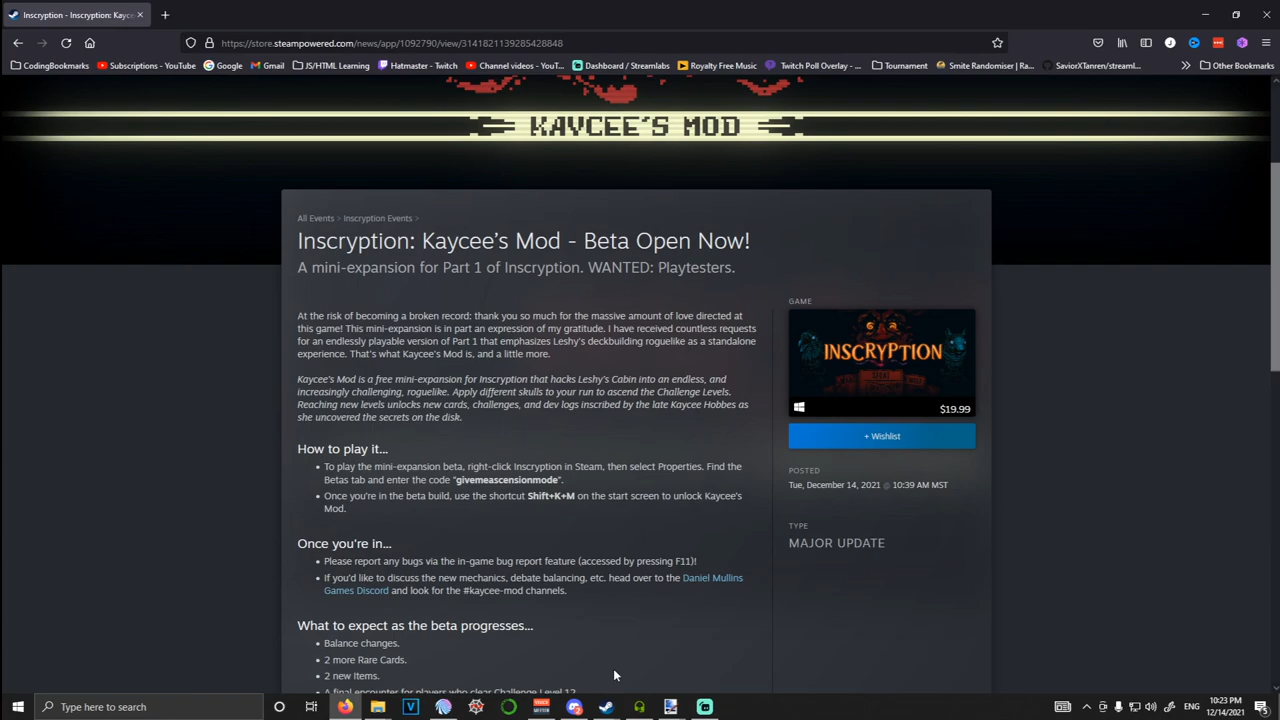 Inscryption - Inscryption: Kayce
https://store.steampowered.com/news/app/1092790/view/3141821139285428848
CodingBookmarks
Subscriptions - YouTube
Google
Gmail
JS/HTML Learning
Hatmaster - Twitch
Channel videos - YouT...
Dashboard / Streamlabs
Royalty Free Music
Twitch Poll Overlay - ...
Tournament
Smite Randomiser | Ra...
SaviorXTanren/streaml...
Other Bookmarks
KAYCEE'S MOD
All Events > Inscryption Events >
Inscryption: Kaycee's Mod - Beta Open Now!
A mini-expansion for Part 1 of Inscryption. WANTED: Playtesters.
At the risk of becoming a broken record: thank you so much for the massive amount of love directed at
this game! This mini-expansion is in part an expression of my gratitude. I have received countless requests
for an endlessly playable version of Part 1 that emphasizes Leshy's deckbuilding roguelike as a standalone
experience. That's what Kaycee's Mod is, and a little more.
Kaycee's Mod is a free mini-expansion for Inscryption that hacks Leshy's Cabin into an endless, and
increasingly challenging, roguelike. Apply different skulls to your run to ascend the Challenge Levels.
Reaching new levels unlocks new cards, challenges, and dev logs inscribed by the late Kaycee Hobbes as
she uncovered the secrets on the disk.
How to play it...
• To play the mini-expansion beta, right-click Inscryption in Steam, then select Properties. Find the
Betas tab and enter the code "givemeascensionmode".
• Once you're in the beta build, use the shortcut Shift+K+M on the start screen to unlock Kaycee's
Mod.
Once you're in...
• Please report any bugs via the in-game bug report feature (accessed by pressing F11)!
• If you'd like to discuss the new mechanics, debate balancing, etc. head over to the Daniel Mullins
Games Discord and look for the #kaycee-mod channels.
What to expect as the beta progresses...
• Balance changes.
• 2 more Rare Cards.
• 2 new Items.
• A final encounter for players who clear Challenge Level 12
GAME
INSCRYPTION
$19.99
+ Wishlist
POSTED
Tue, December 14, 2021 @ 10:39 AM MST
TYPE
MAJOR UPDATE
Type here to search
ENG
10:23 PM
12/14/2021